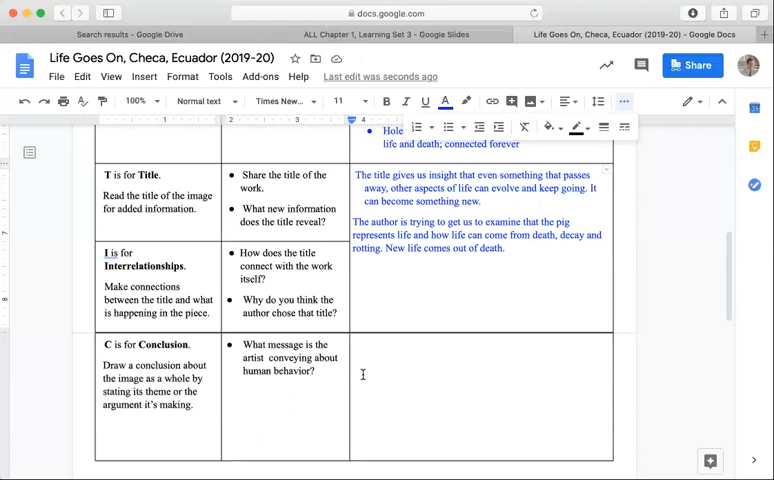 docs.google.com
Search results - Google Drive
ALL Chapter 1, Learning Set 3 - Google Slides
Life Goes On, Checa, Ecuador (2019-20) - Google Docs
Life Goes On, Checa, Ecuador (2019-20)
File Edit View Insert Format Tools Add-ons Help Last edit was seconds ago
Share
100% Normal text Times New... 11 B I U A
1 2 3 4
Hole
life and death; connected forever
T is for Title.
Read the title of the image
for added information.
Share the title of the
work.
What new information
does the title reveal?
The title gives us insight that even something that passes
away, other aspects of life can evolve and keep going. It
can become something new.
The author is trying to get us to examine that the pig
represents life and how life can come from death, decay and
rotting. New life comes out of death.
I is for
Interrelationships.
Make connections
between the title and what
is happening in the piece.
How does the title
connect with the work
itself?
Why do you think the
author chose that title?
C is for Conclusion.
Draw a conclusion about
the image as a whole by
stating its theme or the
argument it's making.
What message is the
artist conveying about
human behavior?
7
8